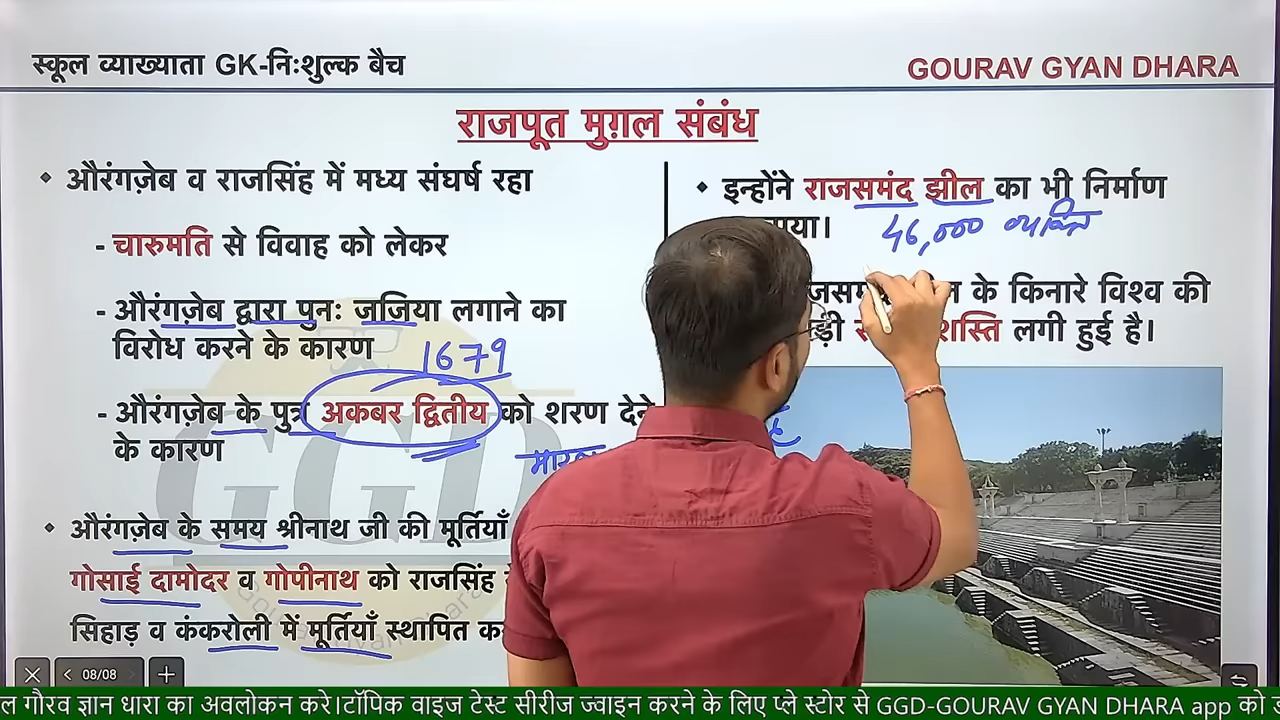 स्कूल व्याख्याता GK-निःशुल्क बैच
GOURAV GYAN DHARA
राजपूत मुग़ल संबंध
• औरंगज़ेब व राजसिंह में मध्य संघर्ष रहा
- चारुमति से विवाह को लेकर
- औरंगज़ेब द्वारा पुनः जजिया लगाने का
विरोध करने के कारण
1679
- औरंगज़ेब के पुत्र अकबर द्वितीय को शरण देने
के कारण
• औरंगज़ेब के समय श्रीनाथ जी की मूर्तियाँ
गोसाई दामोदर व गोपीनाथ को राजसिंह
सिहाड़ व कंकरोली में मूर्तियाँ स्थापित
• इन्होंने राजसमंद झील का भी निर्माण
46,000 व्यक्ति
के किनारे विश्व की
लगी हुई है।
GGD
08/08
गौरव ज्ञान धारा का अवलोकन करे।टॉपिक वाइज टेस्ट सीरीज ज्वाइन करने के लिए प्ले स्टोर से GGD-GOURAV GYAN DHARA app को